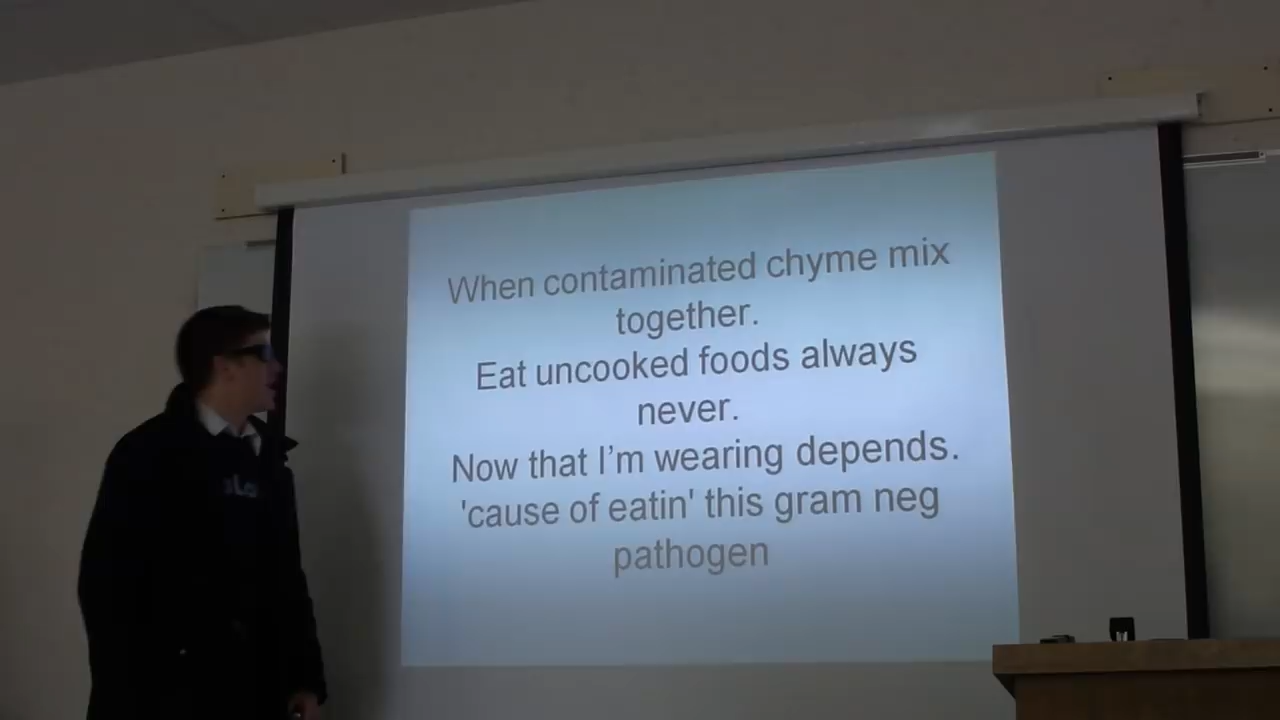 When contaminated chyme mix
together.
Eat uncooked foods always
never.
Now that I'm wearing depends.
'cause of eatin' this gram neg
pathogen